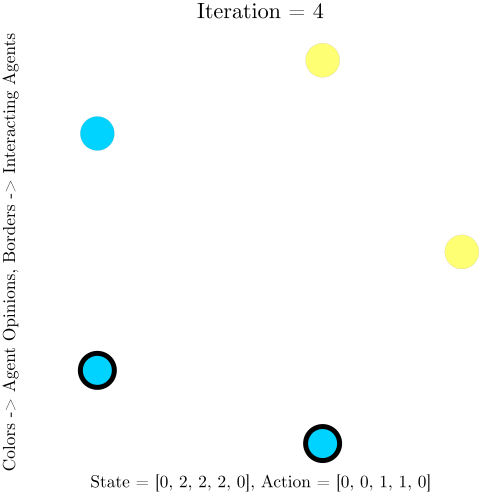 Iteration = 4
Colors -> Agent Opinions, Borders -> Interacting Agents
State = [0, 2, 2, 2, 0], Action = [0, 0, 1, 1, 0]